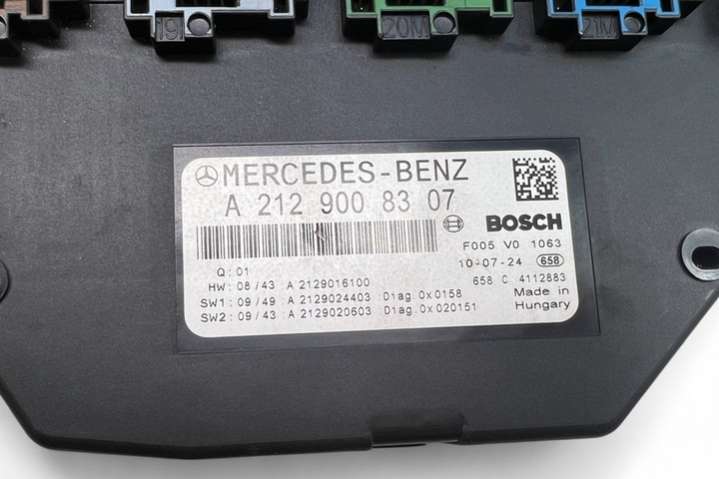 19
20M
21M
MERCEDES-BENZ
A 212 900 83 07
BOSCH
F005 V0 1063
10-07-24 658
658 C 4112883
Made in
Hungary
Q: 01
HW: 08/43 : A 2129016100
SW1: 09/49 : A 2129024403 : Diag. 0x0158
SW2: 09/43 : A 2129020603 Diag. 0x020151